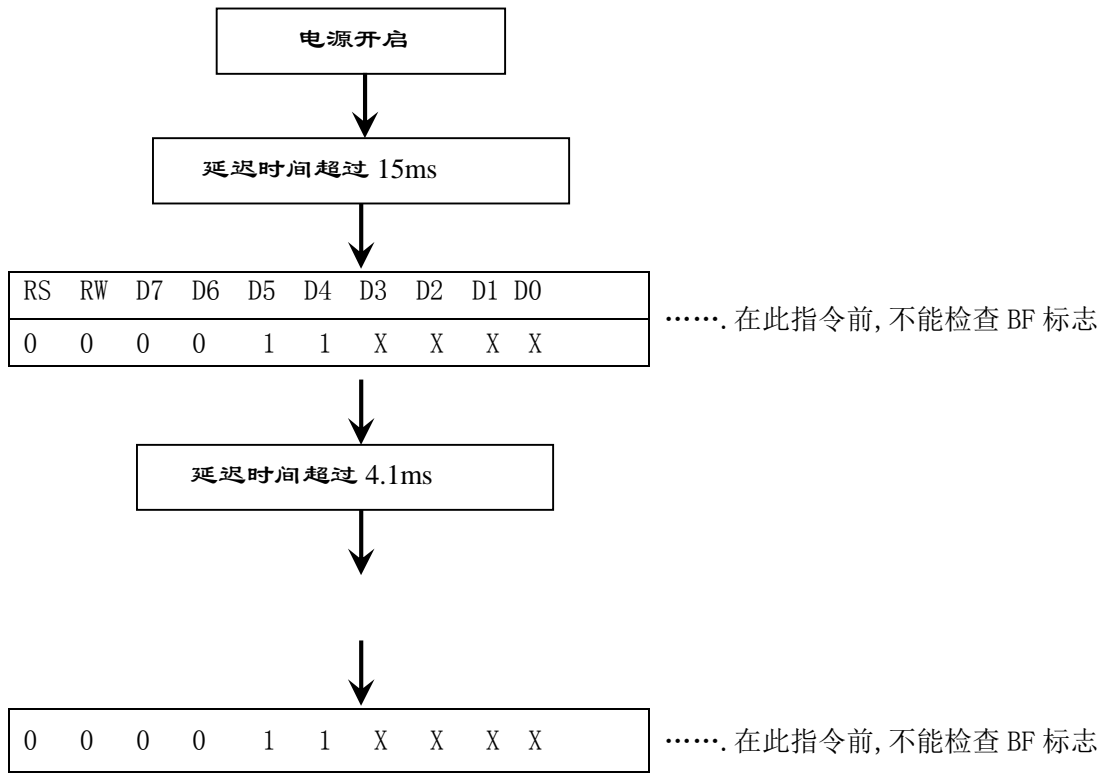 电源开启
延迟时间超过 15ms
RS RW D7 D6 D5 D4 D3 D2 D1 D0
0 0 0 0 1 1 X X X X
…….在此指令前,不能检查 BF 标志
延迟时间超过 4.1ms
0 0 0 0 1 1 X X X X
…….在此指令前,不能检查 BF 标志